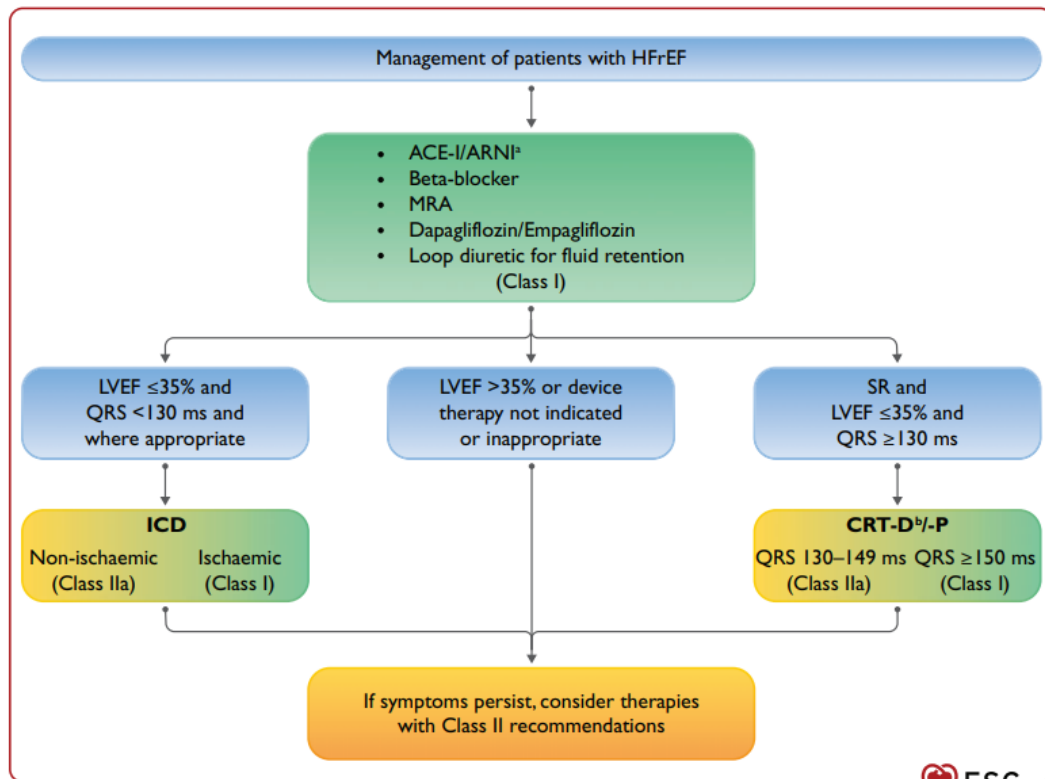 Management of patients with HFrEF
• ACE-I/ARNIᵃ
• Beta-blocker
• MRA
• Dapagliflozin/Empagliflozin
• Loop diuretic for fluid retention
(Class I)
LVEF ≤35% and
QRS <130 ms and
where appropriate
LVEF >35% or device
therapy not indicated
or inappropriate
SR and
LVEF ≤35% and
QRS ≥130 ms
ICD
Non-ischaemic Ischaemic
(Class IIa) (Class I)
CRT-Dᵇ/-P
QRS 130–149 ms QRS ≥150 ms
(Class IIa) (Class I)
If symptoms persist, consider therapies
with Class II recommendations
ESC